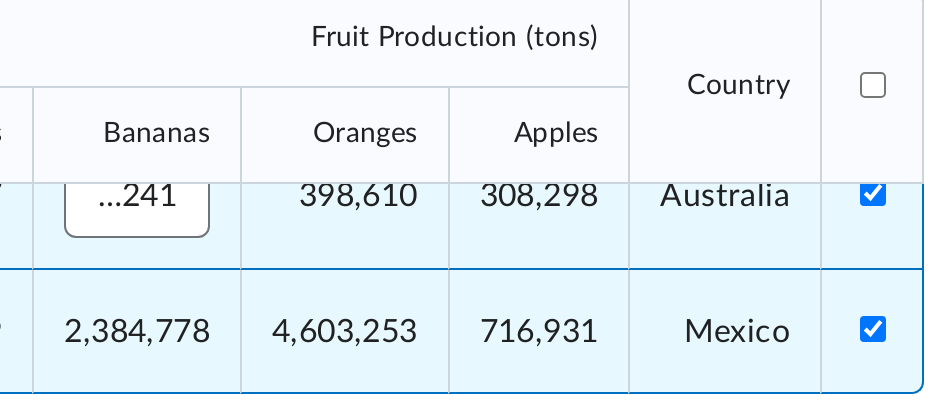 Fruit Production (tons)
Country
Bananas Oranges Apples
...241 398,610 308,298 Australia
2,384,778 4,603,253 716,931 Mexico